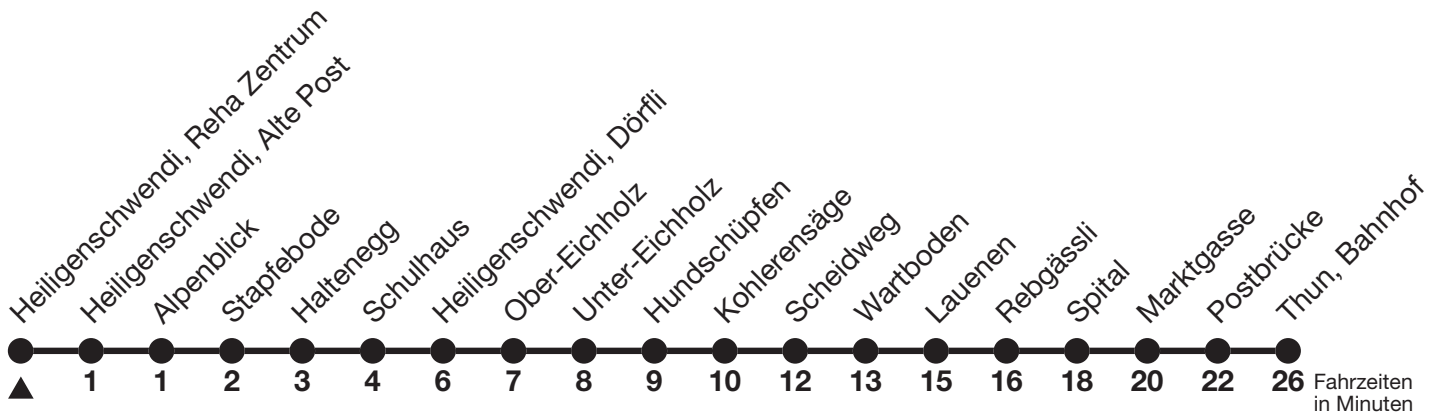 Heiligenschwendi, Reha Zentrum
Heiligenschwendi, Alte Post
Alpenblick
Stapfebode
Haltenegg
Schulhaus
Heiligenschwendi, Dörfli
Ober-Eichholz
Unter-Eichholz
Hundschüpfen
Kohlerensäge
Scheidweg
Wartboden
Lauenen
Rebgässli
Spital
Marktgasse
Postbrücke
Thun, Bahnhof
1 1 2 3 4 6 7 8 9 10 12 13 15 16 18 20 22 26 Fahrzeiten
in Minuten